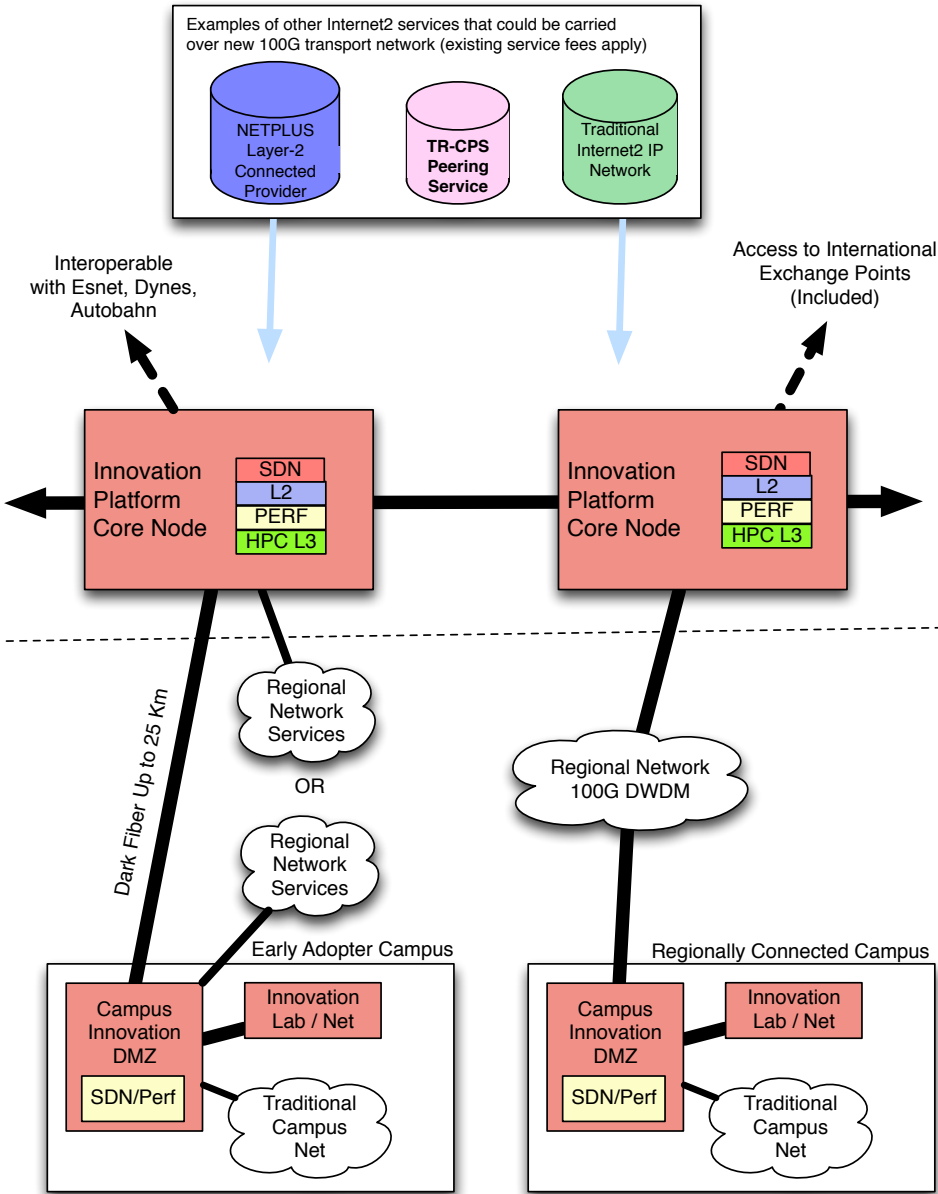 Examples of other Internet2 services that could be carried
over new 100G transport network (existing service fees apply)
NETPLUS
Layer-2
Connected
Provider
TR-CPS
Peering
Service
Traditional
Internet2 IP
Network
Interoperable
with Esnet, Dynes,
Autobahn
Access to International
Exchange Points
(Included)
Innovation
Platform
Core Node
SDN
L2
PERF
HPC L3
Innovation
Platform
Core Node
SDN
L2
PERF
HPC L3
Dark Fiber Up to 25 Km
Regional
Network
Services
OR
Regional
Network
Services
Regional Network
100G DWDM
Early Adopter Campus
Campus
Innovation
DMZ
SDN/Perf
Innovation
Lab / Net
Traditional
Campus
Net
Regionally Connected Campus
Campus
Innovation
DMZ
SDN/Perf
Innovation
Lab / Net
Traditional
Campus
Net